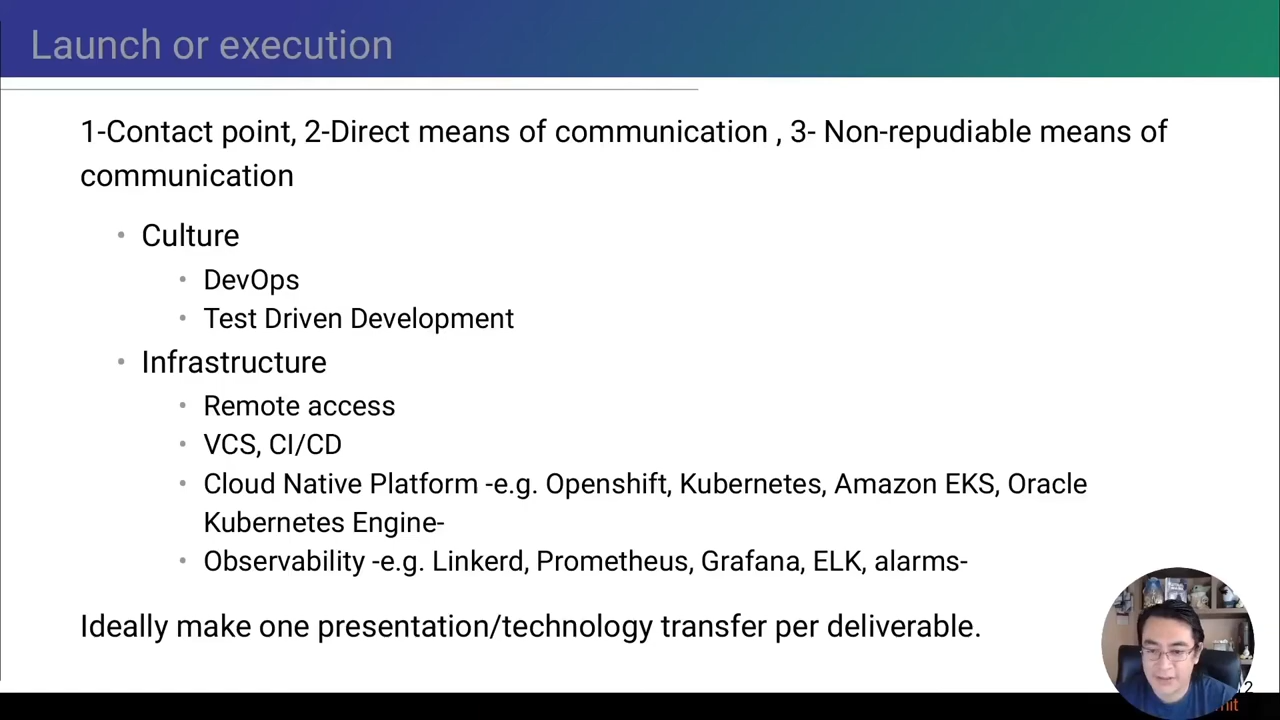 Launch or execution
1-Contact point, 2-Direct means of communication , 3- Non-repudiable means of
communication
• Culture
• DevOps
• Test Driven Development
• Infrastructure
• Remote access
• VCS, CI/CD
• Cloud Native Platform -e.g. Openshift, Kubernetes, Amazon EKS, Oracle
Kubernetes Engine-
• Observability -e.g. Linkerd, Prometheus, Grafana, ELK, alarms-
Ideally make one presentation/technology transfer per deliverable.